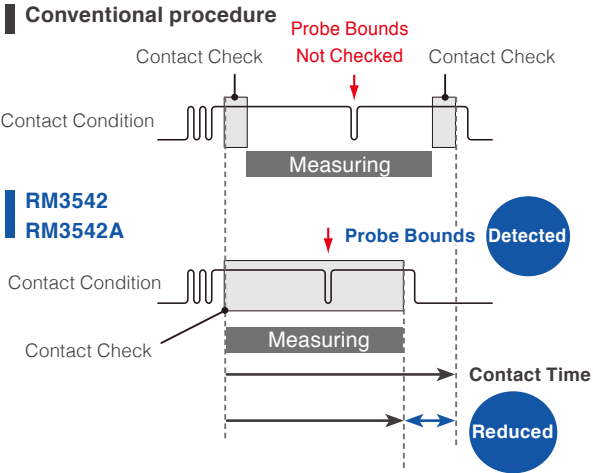 Conventional procedure
Probe Bounds
Not Checked
Contact Check
Contact Check
Contact Condition
Measuring
RM3542
RM3542A
Probe Bounds
Detected
Contact Condition
Measuring
Contact Check
Contact Time
Reduced